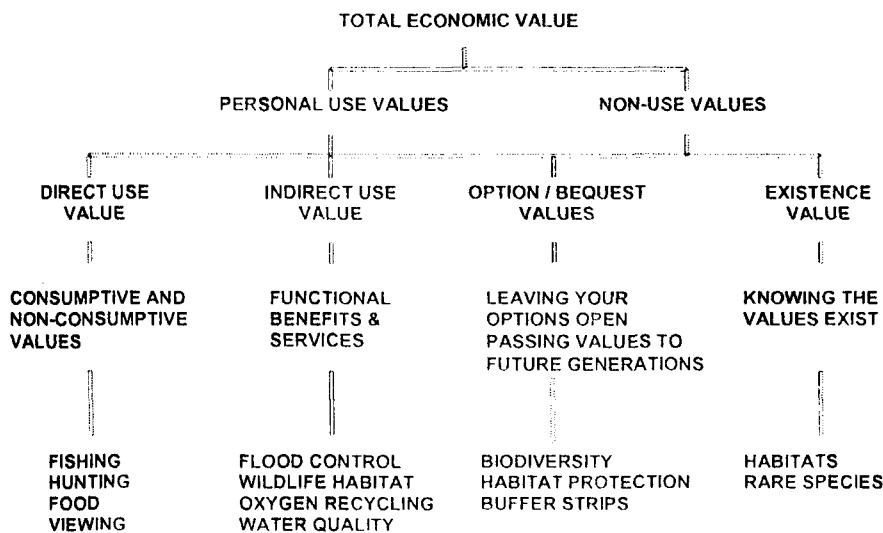 TOTAL ECONOMIC VALUE
PERSONAL USE VALUES
NON-USE VALUES
DIRECT USE
VALUE
INDIRECT USE
VALUE
OPTION / BEQUEST
VALUES
EXISTENCE
VALUE
CONSUMPTIVE AND
NON-CONSUMPTIVE
VALUES
FUNCTIONAL
BENEFITS &
SERVICES
LEAVING YOUR
OPTIONS OPEN
PASSING VALUES TO
FUTURE GENERATIONS
KNOWING THE
VALUES EXIST
FISHING
HUNTING
FOOD
VIEWING
FLOOD CONTROL
WILDLIFE HABITAT
OXYGEN RECYCLING
WATER QUALITY
BIODIVERSITY
HABITAT PROTECTION
BUFFER STRIPS
HABITATS
RARE SPECIES